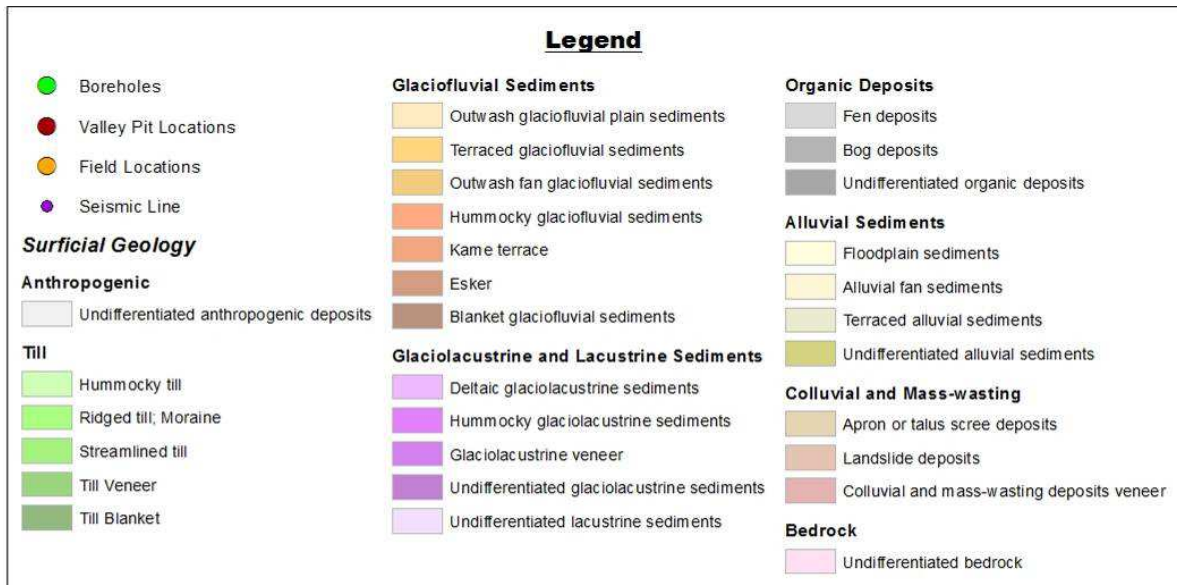 Legend
Boreholes
Valley Pit Locations
Field Locations
Seismic Line
Surficial Geology
Anthropogenic
Undifferentiated anthropogenic deposits
Till
Hummocky till
Ridged till; Moraine
Streamlined till
Till Veneer
Till Blanket
Glaciofluvial Sediments
Outwash glaciofluvial plain sediments
Terraced glaciofluvial sediments
Outwash fan glaciofluvial sediments
Hummocky glaciofluvial sediments
Kame terrace
Esker
Blanket glaciofluvial sediments
Glaciolacustrine and Lacustrine Sediments
Deltaic glaciolacustrine sediments
Hummocky glaciolacustrine sediments
Glaciolacustrine veneer
Undifferentiated glaciolacustrine sediments
Undifferentiated lacustrine sediments
Organic Deposits
Fen deposits
Bog deposits
Undifferentiated organic deposits
Alluvial Sediments
Floodplain sediments
Alluvial fan sediments
Terraced alluvial sediments
Undifferentiated alluvial sediments
Colluvial and Mass-wasting
Apron or talus scree deposits
Landslide deposits
Colluvial and mass-wasting deposits veneer
Bedrock
Undifferentiated bedrock